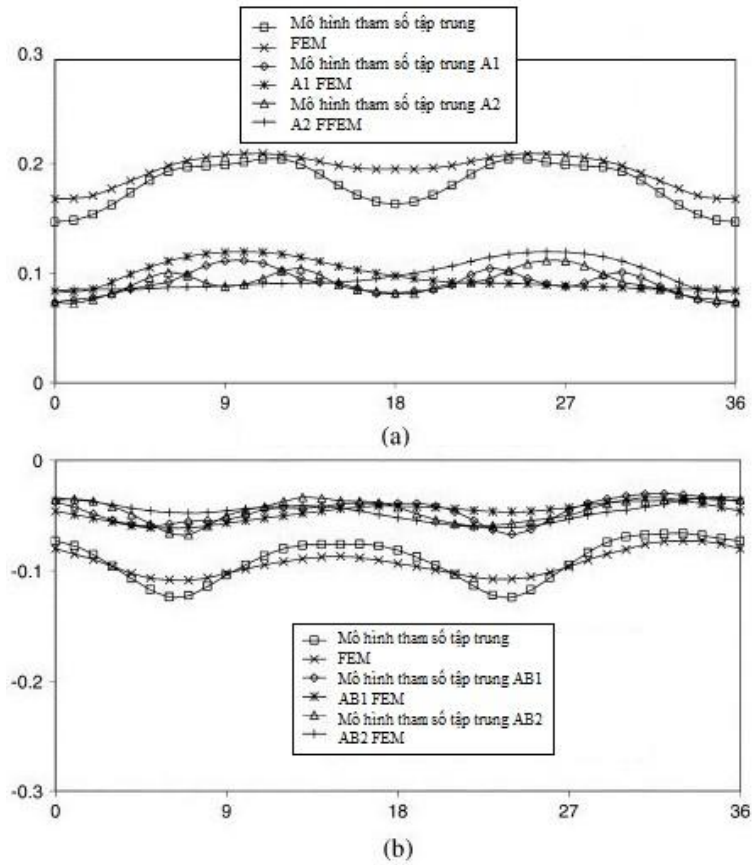 Mô hình tham số tập trung
FEM
Mô hình tham số tập trung A1
A1 FEM
Mô hình tham số tập trung A2
A2 FFEM
0.3
0.2
0.1
0
0 9 18 27 36
(a)
0
-0.1
-0.2
-0.3
Mô hình tham số tập trung
FEM
Mô hình tham số tập trung AB1
AB1 FEM
Mô hình tham số tập trung AB2
AB2 FEM
0 9 18 27 36
(b)